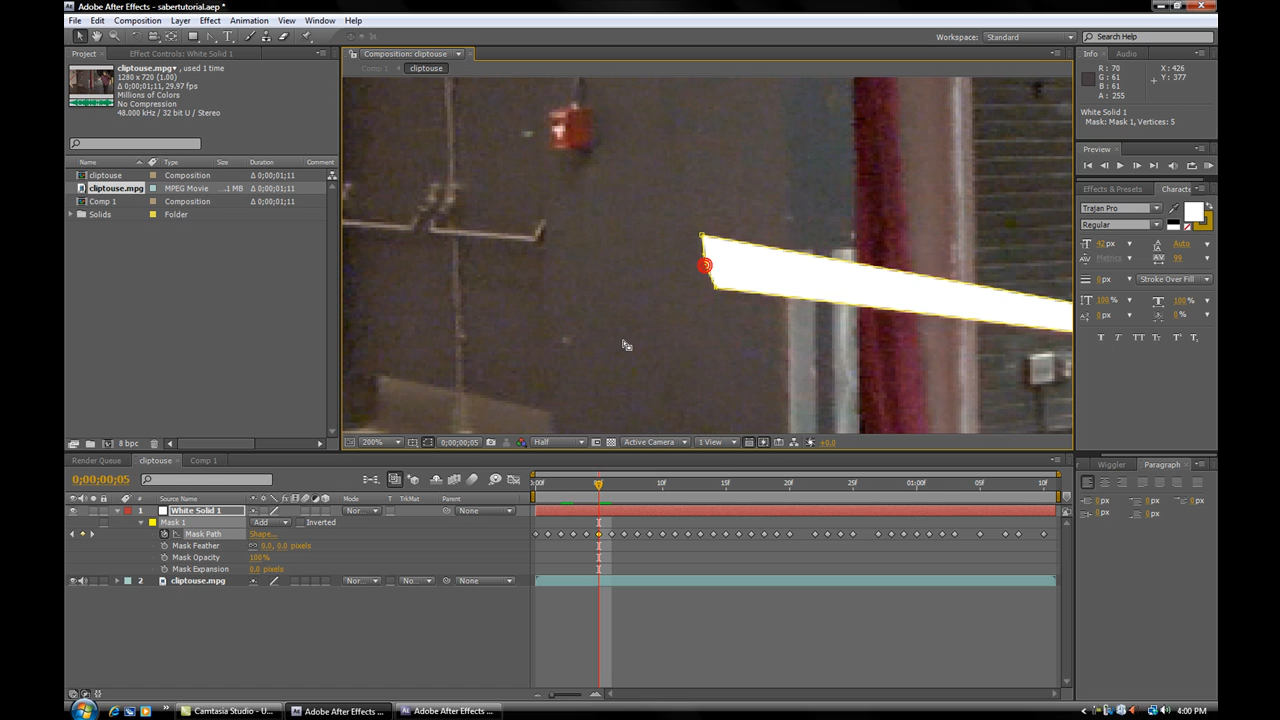 Adobe After Effects - sabertutorial.aep *
File Edit Composition Layer Effect Animation View Window Help
Workspace: Standard Search Help
Project Effect Controls: White Solid 1
Composition: cliptouse
Info Audio
Comp 1 cliptouse
cliptouse.mpg , used 1 time
1280 x 720 (1.00)
Δ 0;00;01;11, 29.97 fps
Millions of Colors
No Compression
48.000 kHz / 32 bit U / Stereo
R : 70
G : 61
B : 61
A : 255
X : 426
Y : 377
White Solid 1
Mask: Mask 1, Vertices: 5
Preview
Effects & Presets Characte
Trajan Pro
Regular
42 px Auto
Metrics 99
0 px Stroke Over Fill
100 % 100 %
0 px 0 %
T T TT Tr T¹ T,
Name Type Size Duration Comment
cliptouse Composition Δ 0;00;01;11
cliptouse.mpg MPEG Movie ...1 MB Δ 0;00;01;11
Comp 1 Composition Δ 0;00;01;11
Solids Folder
8 bpc
200% 0;00;00;05 Half Active Camera 1 View +0.0
Render Queue cliptouse Comp 1
Wiggler Paragraph
0;00;00;05
:00f 05f 10f 15f 20f 25f 01:00f 05f 10f
# Source Name Mode T TrkMat Parent
1 White Solid 1 Nor... None
Mask 1 Add Inverted
Mask Path Shape...
Mask Feather 0.0, 0.0 pixels
Mask Opacity 100%
Mask Expansion 0.0 pixels
2 cliptouse.mpg Nor... No... None
0 px 0 px
0 px 0 px
0 px
Camtasia Studio - U... Adobe After Effects ... Adobe After Effects ... 4:00 PM